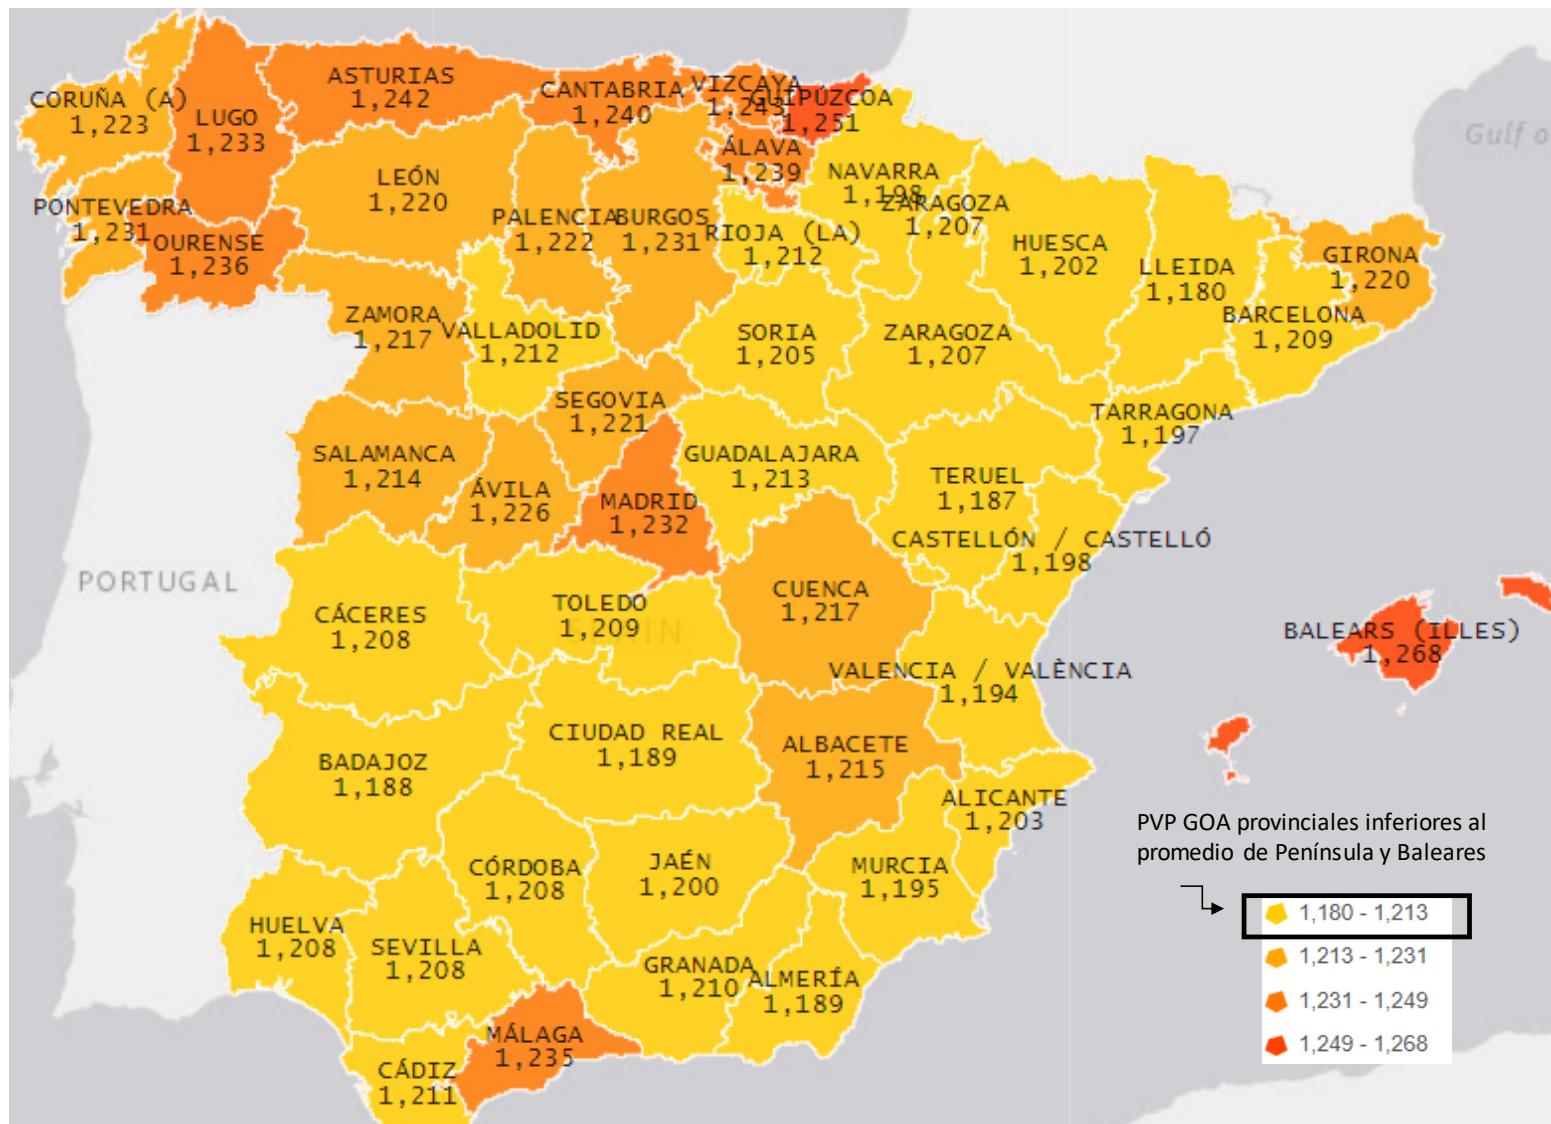 CORUÑA (A)
1,223
LUGO
1,233
ASTURIAS
1,242
CANTABRIA
1,240
VIZCAYA
1,243
GUIPÚZCOA
1,251
ÁLAVA
1,239
NAVARRA
1,198
ZARAGOZA
1,207
Gulf o
PONTEVEDRA
1,231
OURENSE
1,236
LEÓN
1,220
PALENCIA
1,222
BURGOS
1,231
RIOJA (LA)
1,212
HUESCA
1,202
LLEIDA
1,180
GIRONA
1,220
BARCELONA
1,209
ZAMORA
1,217
VALLADOLID
1,212
SORIA
1,205
ZARAGOZA
1,207
SEGOVIA
1,221
TARRAGONA
1,197
SALAMANCA
1,214
ÁVILA
1,226
MADRID
1,232
GUADALAJARA
1,213
TERUEL
1,187
CASTELLÓN / CASTELLÓ
1,198
PORTUGAL
CÁCERES
1,208
TOLEDO
1,209
CUENCA
1,217
BALEARS (ILLES)
1,268
VALENCIA / VALÈNCIA
1,194
BADAJOZ
1,188
CIUDAD REAL
1,189
ALBACETE
1,215
ALICANTE
1,203
CÓRDOBA
1,208
JAÉN
1,200
MURCIA
1,195
HUELVA
1,208
SEVILLA
1,208
GRANADA
1,210
ALMERÍA
1,189
MÁLAGA
1,235
CÁDIZ
1,211
PVP GOA provinciales inferiores al
promedio de Península y Baleares
1,180 - 1,213
1,213 - 1,231
1,231 - 1,249
1,249 - 1,268